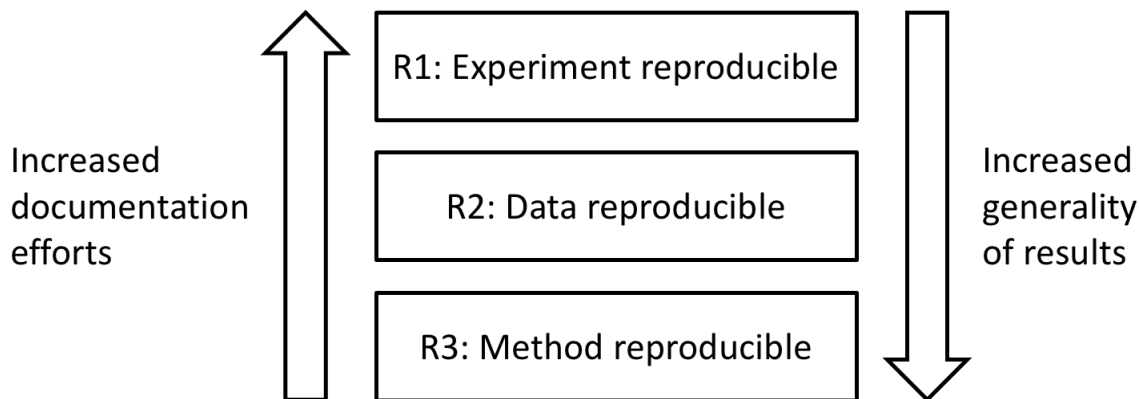 R1: Experiment reproducible
Increased
documentation
efforts
R2: Data reproducible
Increased
generality
of results
R3: Method reproducible